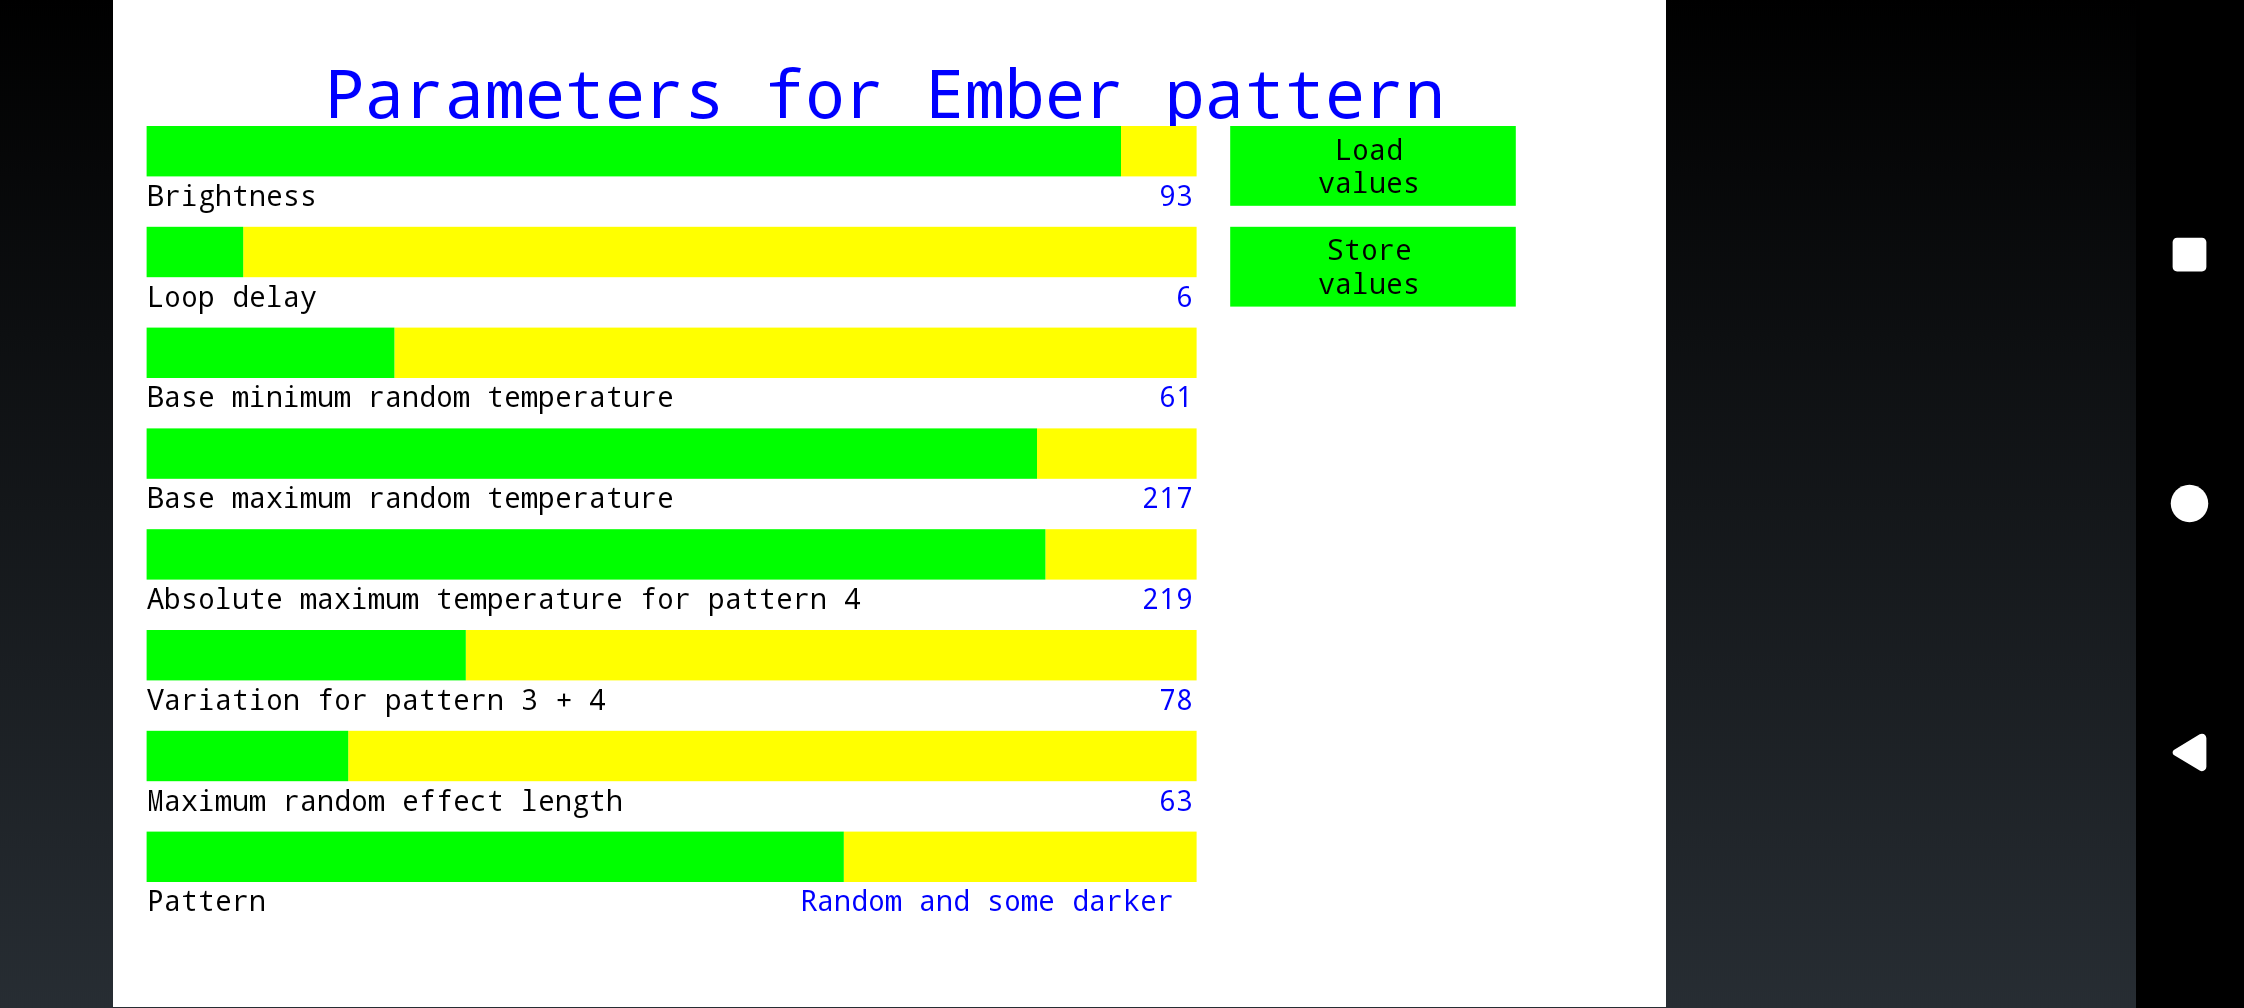 Parameters for Ember pattern
Load
values
Brightness 93
Store
values
Loop delay 6
Base minimum random temperature 61
Base maximum random temperature 217
Absolute maximum temperature for pattern 4 219
Variation for pattern 3 + 4 78
Maximum random effect length 63
Pattern Random and some darker